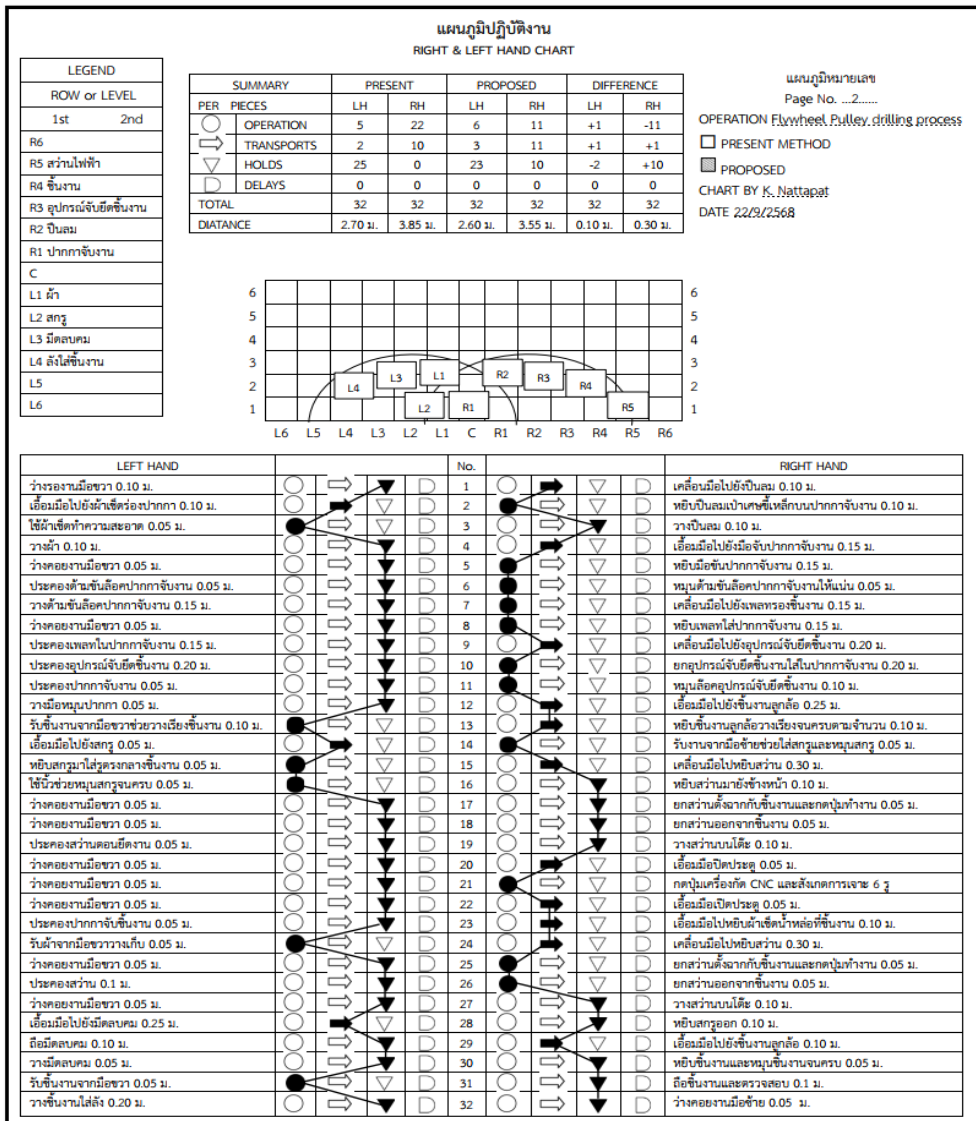 แผนภูมิปฏิบัติงาน
RIGHT & LEFT HAND CHART
LEGEND
ROW or LEVEL
1st 2nd
R6
R5 สว่านไฟฟ้า
R4 ชิ้นงาน
R3 อุปกรณ์จับยึดชิ้นงาน
R2 ปืนลม
R1 ปากกาจับงาน
C
L1 ผ้า
L2 สกรู
L3 มีดลบคม
L4 ลังใส่ชิ้นงาน
L5
L6
SUMMARY PRESENT PROPOSED DIFFERENCE
PER PIECES LH RH LH RH LH RH
OPERATION 5 22 6 11 +1 -11
TRANSPORTS 2 10 3 11 +1 +1
HOLDS 25 0 23 10 -2 +10
DELAYS 0 0 0 0 0 0
TOTAL 32 32 32 32 32 32
DIATANCE 2.70 ม. 3.85 ม. 2.60 ม. 3.55 ม. 0.10 ม. 0.30 ม.
แผนภูมิหมายเลข
Page No. ...2......
OPERATION Flywheel Pulley drilling process
PRESENT METHOD
PROPOSED
CHART BY K. Nattapat
DATE 22/9/2568
6 6
5 5
4 4
3 3
2 2
1 1
L4 L3 L1 R2 R3 R4
L2 R1 R5
L6 L5 L4 L3 L2 L1 C R1 R2 R3 R4 R5 R6
LEFT HAND No. RIGHT HAND
ว่างรองานมือขวา 0.10 ม. 1 เคลื่อนมือไปยังปืนลม 0.10 ม.
เอื้อมมือไปยังผ้าเช็ดร่องปากกา 0.10 ม. 2 หยิบปืนลมเป่าเศษขี้เหล็กบนปากกาจับงาน 0.10 ม.
ใช้ผ้าเช็ดทำความสะอาด 0.05 ม. 3 วางปืนลม 0.10 ม.
วางผ้า 0.10 ม. 4 เอื้อมมือไปยังมือจับปากกาจับงาน 0.15 ม.
ว่างคอยงานมือขวา 0.05 ม. 5 หยิบมือขันปากกาจับงาน 0.15 ม.
ประคองด้ามขันล๊อคปากกาจับงาน 0.05 ม. 6 หมุนด้ามขันล๊อคปากกาจับงานให้แน่น 0.05 ม.
วางด้ามขันล๊อคปากกาจับงาน 0.15 ม. 7 เคลื่อนมือไปยังเพลทรองชิ้นงาน 0.15 ม.
ว่างคอยงานมือขวา 0.05 ม. 8 หยิบเพลทใส่ปากกาจับงาน 0.15 ม.
ประคองเพลทในปากกาจับงาน 0.15 ม. 9 เคลื่อนมือไปยังอุปกรณ์จับยึดชิ้นงาน 0.20 ม.
ประคองอุปกรณ์จับยึดชิ้นงาน 0.20 ม. 10 ยกอุปกรณ์จับยึดชิ้นงานใส่ในปากกาจับงาน 0.20 ม.
ประคองปากกาจับงาน 0.05 ม. 11 หมุนล๊อคอุปกรณ์จับยึดชิ้นงาน 0.10 ม.
วางมือหมุนปากกา 0.05 ม. 12 เอื้อมมือไปยังชิ้นงานลูกล้อ 0.25 ม.
รับชิ้นงานจากมือขวาช่วยวางเรียงชิ้นงาน 0.10 ม. 13 หยิบชิ้นงานลูกล้อวางเรียงจนครบตามจำนวน 0.10 ม.
เอื้อมมือไปยังสกรู 0.05 ม. 14 รับงานจากมือซ้ายช่วยใส่สกรูและหมุนสกรู 0.05 ม.
หยิบสกรูมาใส่รูตรงกลางชิ้นงาน 0.05 ม. 15 เคลื่อนมือไปหยิบสว่าน 0.30 ม.
ใช้นิ้วช่วยหมุนสกรูจนครบ 0.05 ม. 16 หยิบสว่านมายังข้างหน้า 0.10 ม.
ว่างคอยงานมือขวา 0.05 ม. 17 ยกสว่านตั้งฉากกับชิ้นงานและกดปุ่มทำงาน 0.05 ม.
ว่างคอยงานมือขวา 0.05 ม. 18 ยกสว่านออกจากชิ้นงาน 0.05 ม.
ประคองสว่านตอนยึดงาน 0.05 ม. 19 วางสว่านบนโต๊ะ 0.10 ม.
ว่างคอยงานมือขวา 0.05 ม. 20 เอื้อมมือปิดประตู 0.05 ม.
ว่างคอยงานมือขวา 0.05 ม. 21 กดปุ่มเครื่องกัด CNC และสังเกตการเจาะ 6 รู
ว่างคอยงานมือขวา 0.05 ม. 22 เอื้อมมือเปิดประตู 0.05 ม.
ประคองปากกาจับชิ้นงาน 0.05 ม. 23 เอื้อมมือไปหยิบผ้าเช็ดน้ำหล่อที่ชิ้นงาน 0.10 ม.
รับผ้าจากมือขวาวางเก็บ 0.05 ม. 24 เคลื่อนมือไปหยิบสว่าน 0.30 ม.
ว่างคอยงานมือขวา 0.05 ม. 25 ยกสว่านตั้งฉากกับชิ้นงานและกดปุ่มทำงาน 0.05 ม.
ประคองสว่าน 0.1 ม. 26 ยกสว่านออกจากชิ้นงาน 0.05 ม.
ว่างคอยงานมือขวา 0.05 ม. 27 วางสว่านบนโต๊ะ 0.10 ม.
เอื้อมมือไปยังมีดลบคม 0.25 ม. 28 หยิบสกรูออก 0.10 ม.
ถือมีดลบคม 0.10 ม. 29 เอื้อมมือไปยังชิ้นงานลูกล้อ 0.10 ม.
วางมีดลบคม 0.05 ม. 30 หยิบชิ้นงานและหมุนชิ้นงานจนครบ 0.05 ม.
รับชิ้นงานจากมือขวา 0.05 ม. 31 ถือชิ้นงานและตรวจสอบ 0.1 ม.
วางชิ้นงานใส่ลัง 0.20 ม. 32 ว่างคอยงานมือซ้าย 0.05 ม.